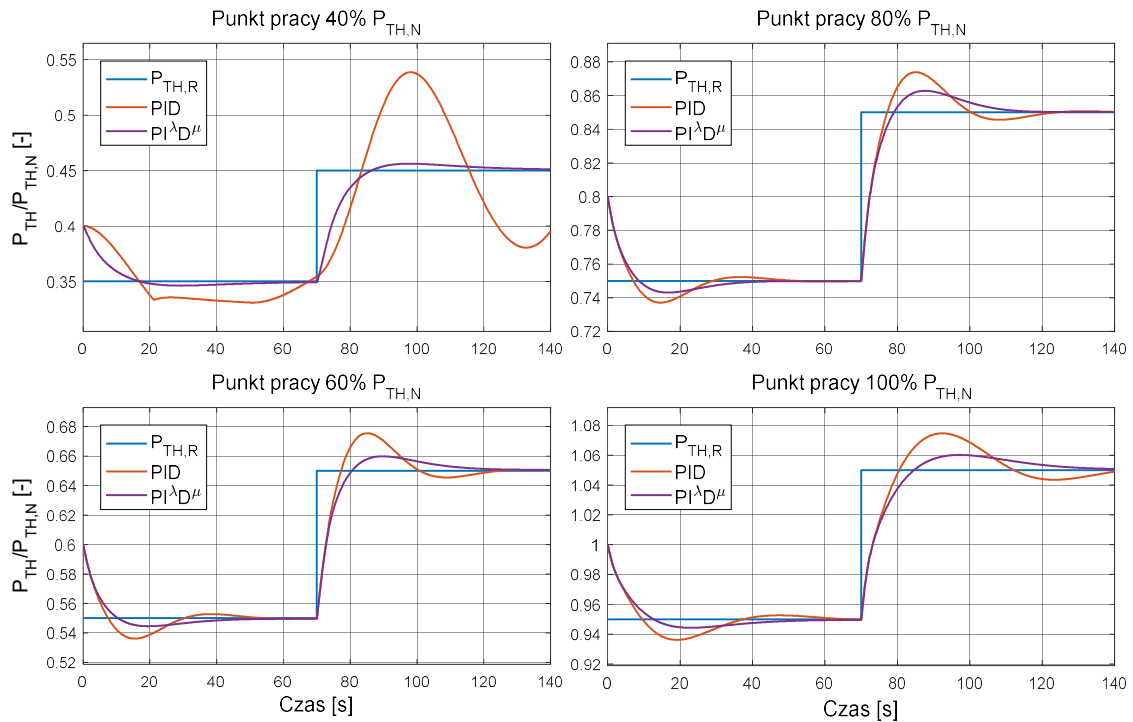 Punkt pracy 40% P_TH,N
0.55
0.5
0.45
0.4
0.35
P_TH/P_TH,N [-]
P_TH,R
PID
PI^λD^μ
0 20 40 60 80 100 120 140
Punkt pracy 80% P_TH,N
0.88
0.86
0.84
0.82
0.8
0.78
0.76
0.74
0.72
P_TH,R
PID
PI^λD^μ
0 20 40 60 80 100 120 140
Punkt pracy 60% P_TH,N
0.68
0.66
0.64
0.62
0.6
0.58
0.56
0.54
0.52
P_TH/P_TH,N [-]
P_TH,R
PID
PI^λD^μ
0 20 40 60 80 100 120 140
Czas [s]
Punkt pracy 100% P_TH,N
1.08
1.06
1.04
1.02
1
0.98
0.96
0.94
0.92
P_TH,R
PID
PI^λD^μ
0 20 40 60 80 100 120 140
Czas [s]